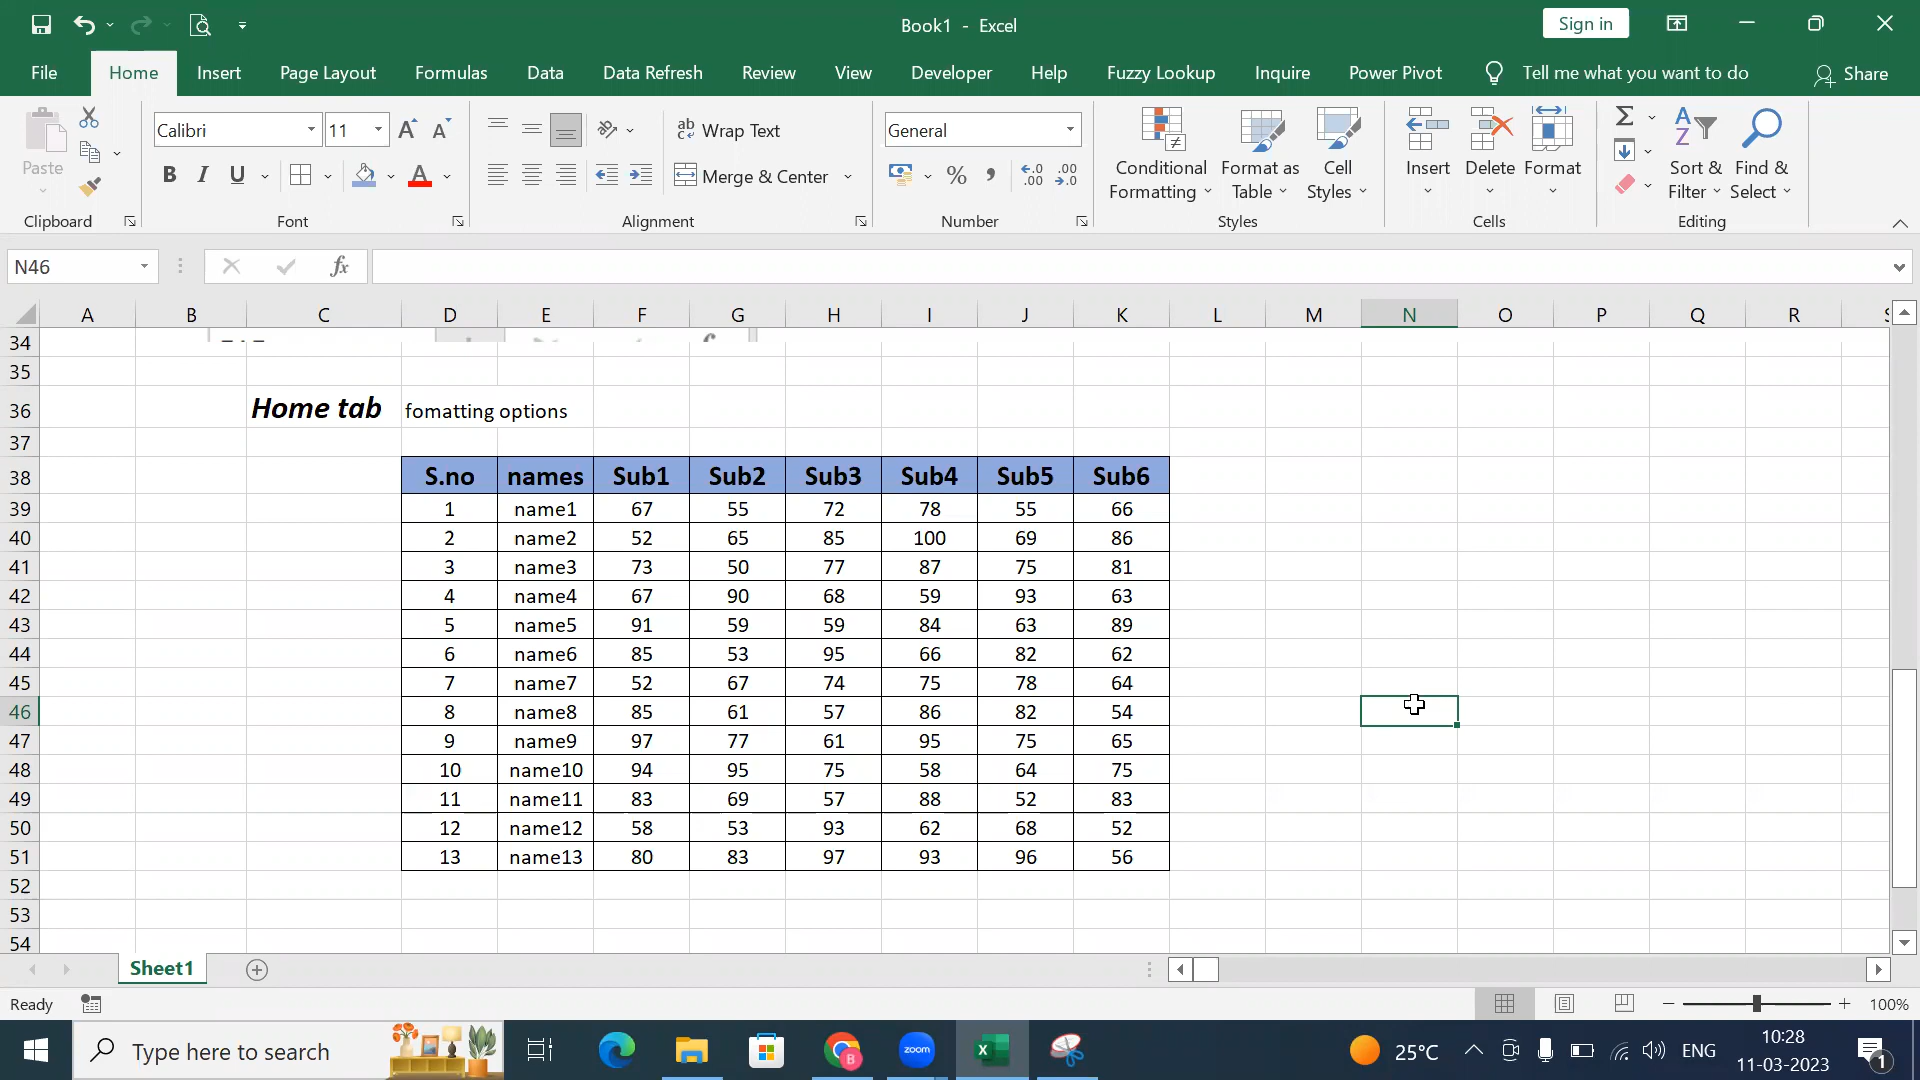 Book1 - Excel
Sign in
File Home Insert Page Layout Formulas Data Data Refresh Review View Developer Help Fuzzy Lookup Inquire Power Pivot Tell me what you want to do Share
Paste
Clipboard
Calibri 11
B I U
Font
Wrap Text
Merge & Center
Alignment
General
Number
Conditional Formatting
Format as Table
Cell Styles
Styles
Insert
Delete
Format
Cells
Sort & Filter
Find & Select
Editing
N46
fx
A B C D E F G H I J K L M N O P Q R
34
35
36 Home tab fomatting options
37
38 S.no names Sub1 Sub2 Sub3 Sub4 Sub5 Sub6
39 1 name1 67 55 72 78 55 66
40 2 name2 52 65 85 100 69 86
41 3 name3 73 50 77 87 75 81
42 4 name4 67 90 68 59 93 63
43 5 name5 91 59 59 84 63 89
44 6 name6 85 53 95 66 82 62
45 7 name7 52 67 74 75 78 64
46 8 name8 85 61 57 86 82 54
47 9 name9 97 77 61 95 75 65
48 10 name10 94 95 75 58 64 75
49 11 name11 83 69 57 88 52 83
50 12 name12 58 53 93 62 68 52
51 13 name13 80 83 97 93 96 56
52
53
54
Sheet1
Ready
100%
Type here to search
zoom
25°C
ENG
10:28
11-03-2023
1